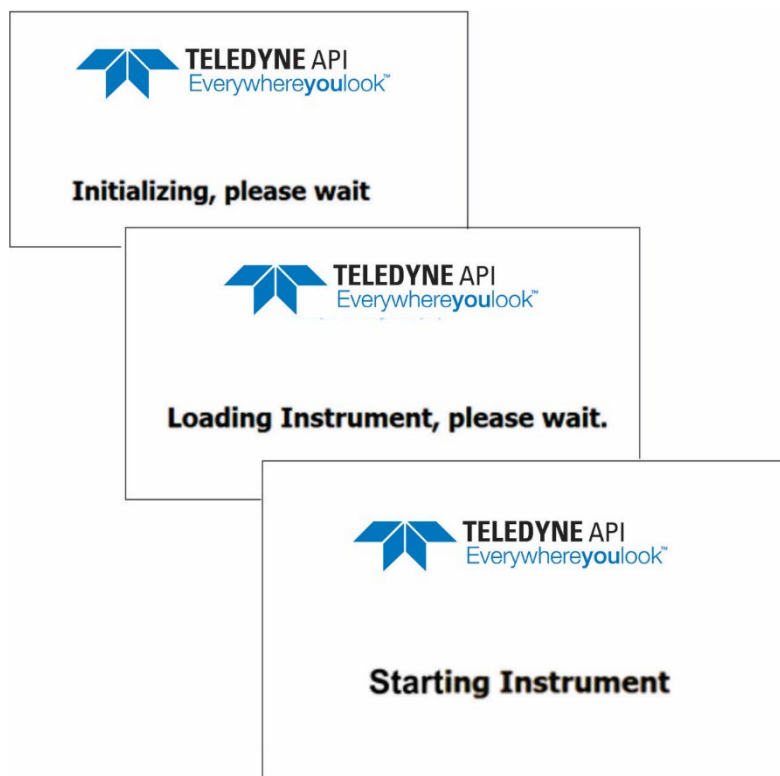 TELEDYNE API
Everywhereyoulook™
Initializing, please wait
TELEDYNE API
Everywhereyoulook™
Loading Instrument, please wait.
TELEDYNE API
Everywhereyoulook™
Starting Instrument